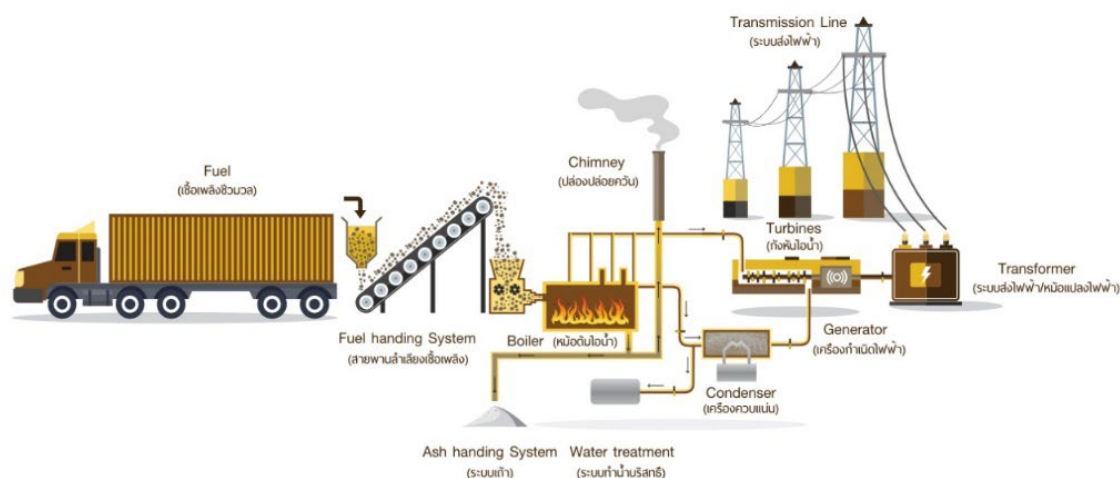 Transmission Line
(ระบบส่งไฟฟ้า)
Chimney
(ปล่องปล่อยควัน)
Fuel
(เชื้อเพลิงชีวมวล)
Turbines
(กังหันไอน้ำ)
Transformer
(ระบบส่งไฟฟ้า/หม้อแปลงไฟฟ้า)
Fuel handing System
(สายพานลำเลียงเชื้อเพลิง)
Boiler (หม้อต้มไอน้ำ)
Generator
(เครื่องกำเนิดไฟฟ้า)
Condenser
(เครื่องควบแน่น)
Ash handing System
(ระบบเถ้า)
Water treatment
(ระบบทำน้ำบริสุทธิ์)